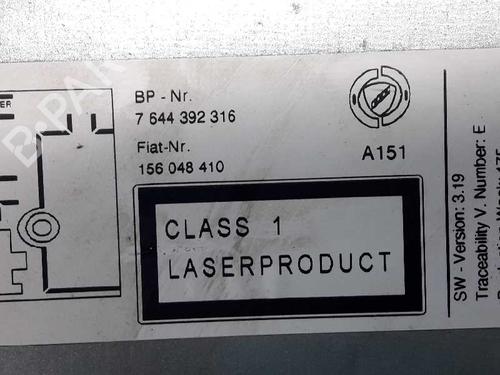 BP - Nr.
7 644 392 316
Fiat-Nr.
156 048 410
A151
CLASS 1
LASERPRODUCT
SW - Version: 3.19
Traceability V. Number: E
B-PARTS